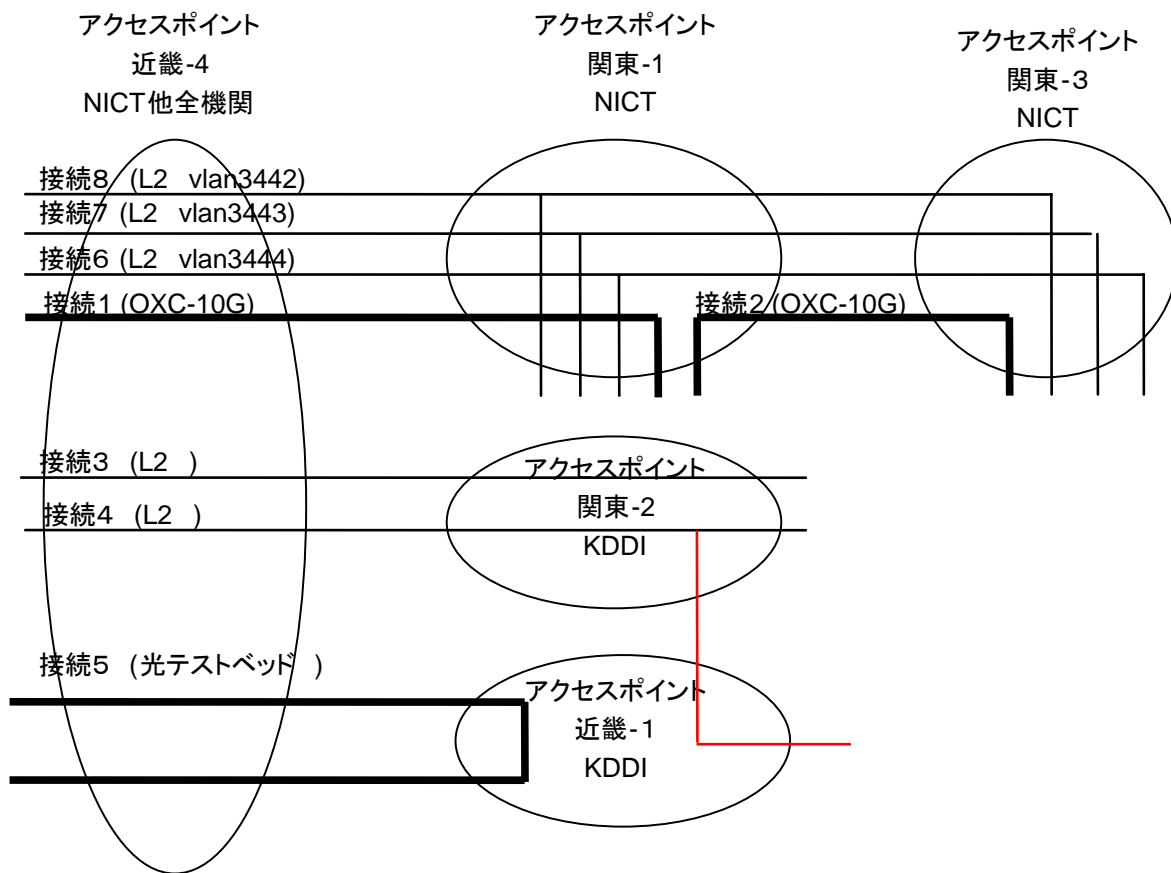 アクセスポイント
近畿-4
NICT他全機関
アクセスポイント
関東-1
NICT
アクセスポイント
関東-3
NICT
接続8 (L2 vlan3442)
接続7 (L2 vlan3443)
接続6 (L2 vlan3444)
接続1 (OXC-10G)
接続2 (OXC-10G)
接続3 (L2 )
接続4 (L2 )
アクセスポイント
関東-2
KDDI
接続5 (光テストベッド )
アクセスポイント
近畿-1
KDDI